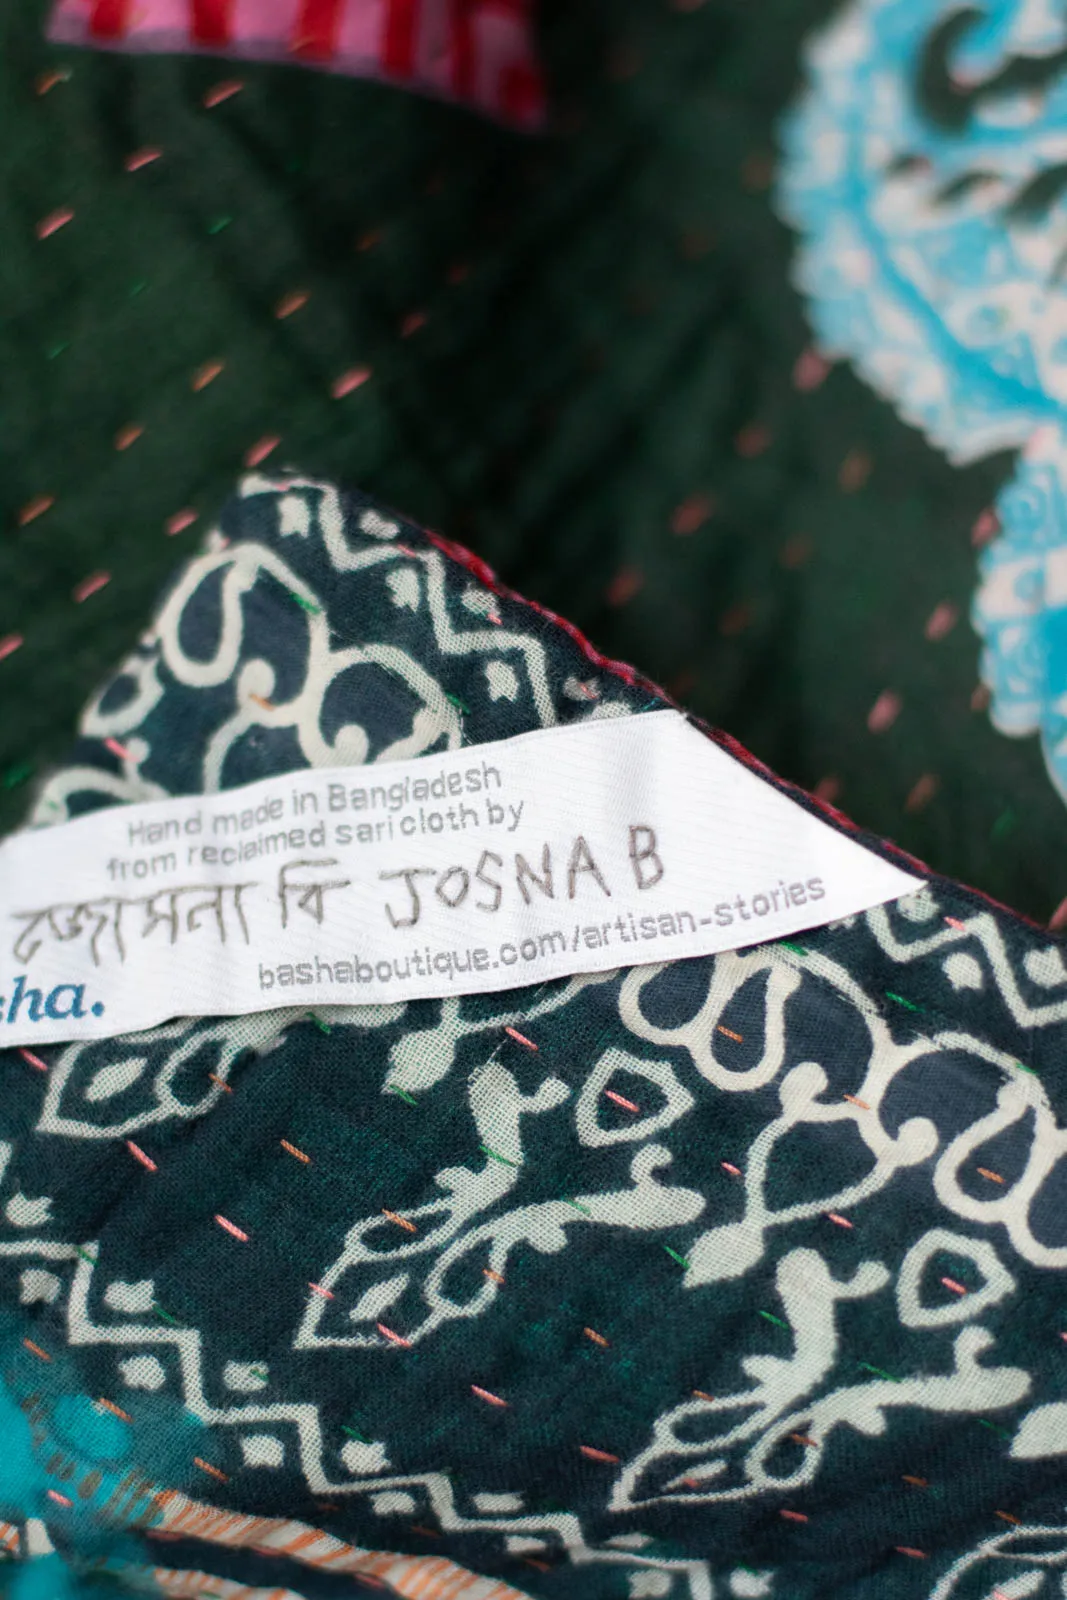 Hand made in Bangladesh
from reclaimed sari cloth by
জোসনা বি JOSNA B
bashaboutique.com/artisan-stories
sha.